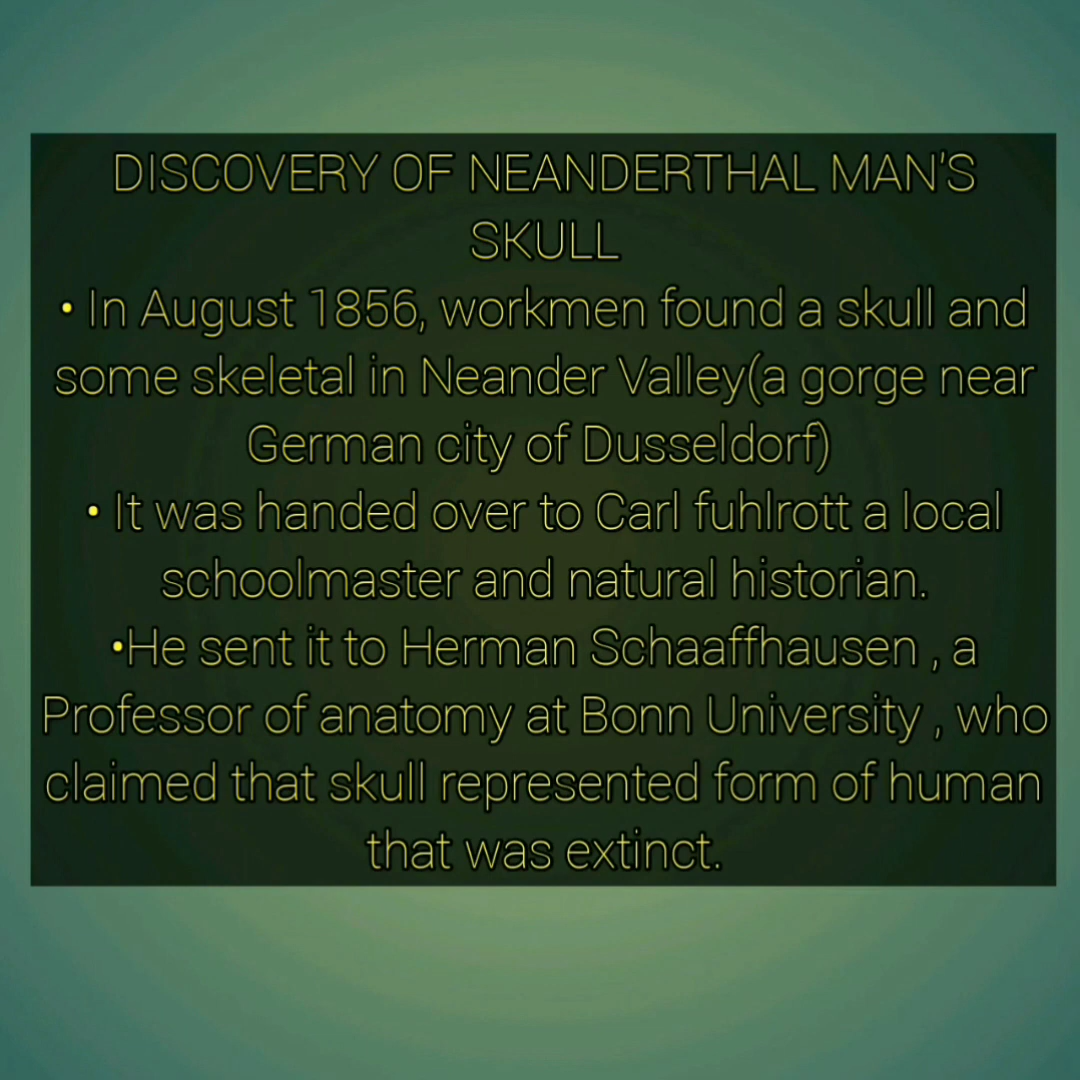 DISCOVERY OF NEANDERTHAL MAN'S
SKULL
• In August 1856, workmen found a skull and
some skeletal in Neander Valley(a gorge near
German city of Dusseldorf)
• It was handed over to Carl fuhlrott a local
schoolmaster and natural historian.
•He sent it to Herman Schaaffhausen , a
Professor of anatomy at Bonn University , who
claimed that skull represented form of human
that was extinct.